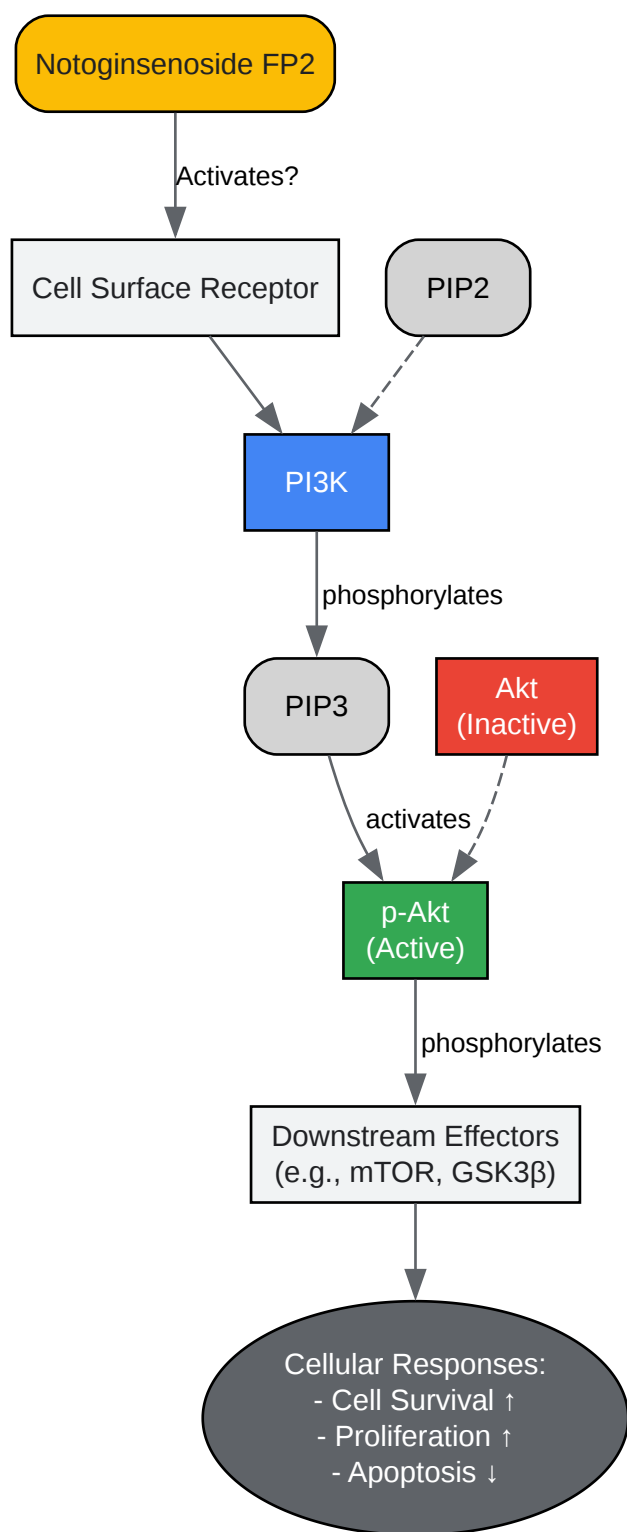 Notoginsenoside FP2
Activates?
Cell Surface Receptor
PIP2
PI3K
phosphorylates
PIP3
Akt
(Inactive)
activates
p-Akt
(Active)
phosphorylates
Downstream Effectors
(e.g., mTOR, GSK3β)
Cellular Responses:
- Cell Survival ↑
- Proliferation ↑
- Apoptosis ↓